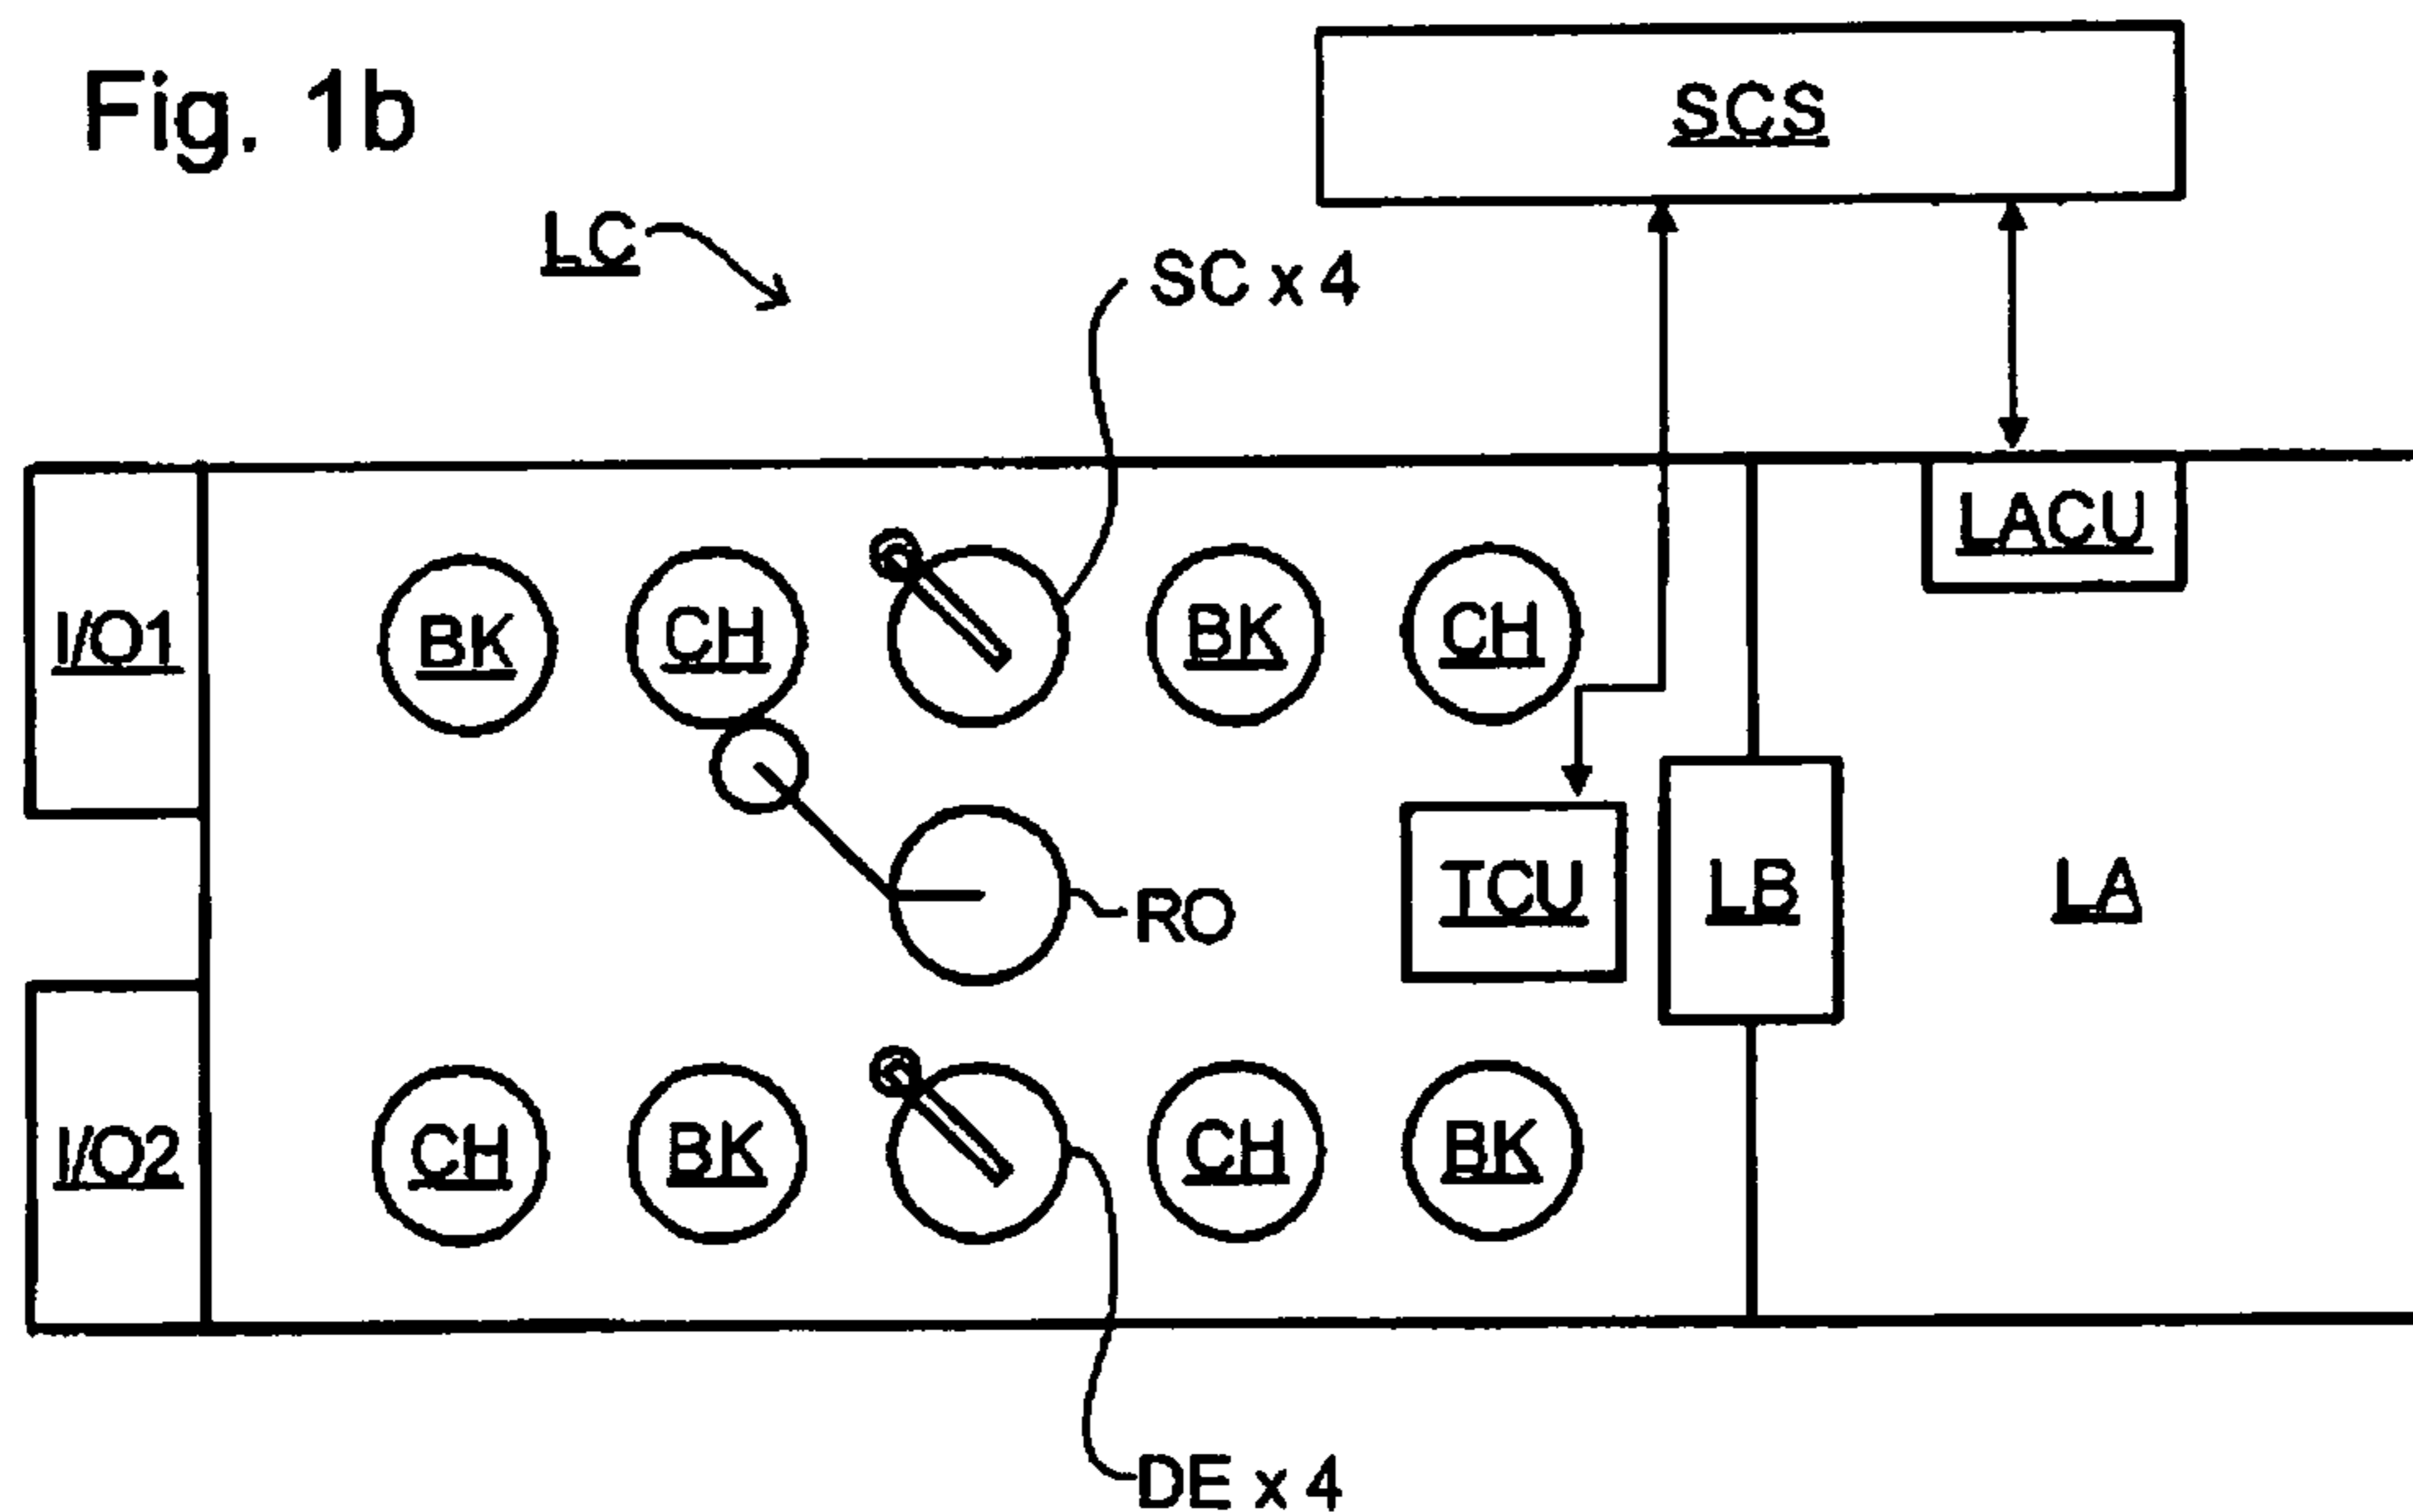 Fig. 1b
SCS
LC
SC x 4
LACU
I/O1
BK
CH
BK
CH
RO
TCU
LB
LA
I/O2
CH
BK
CH
BK
DE x 4